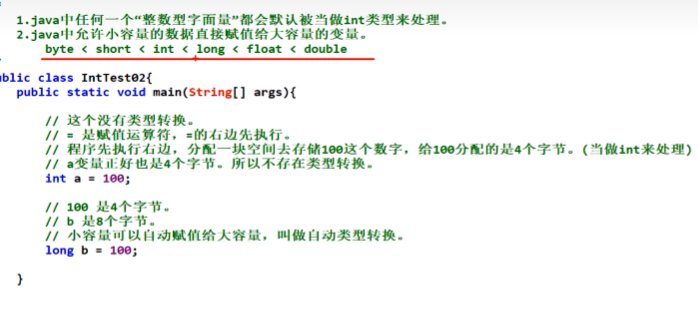 1.java中任何一个“整数型字面量”都会默认被当做int类型来处理。
2.java中允许小容量的数据直接赋值给大容量的变量。
byte < short < int < long < float < double
ublic class IntTest02{
public static void main(String[] args){
// 这个没有类型转换。
// = 是赋值运算符，=的右边先执行。
// 程序先执行右边，分配一块空间去存储100这个数字，给100分配的是4个字节。(当做int来处理)
// a变量正好也是4个字节。所以不存在类型转换。
int a = 100;
// 100 是4个字节。
// b 是8个字节。
// 小容量可以自动赋值给大容量，叫做自动类型转换。
long b = 100;
}